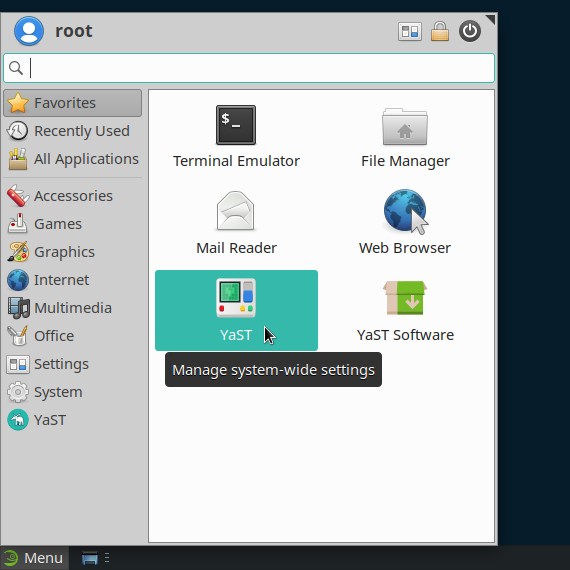 root
Favorites
Recently Used
All Applications
Accessories
Games
Graphics
Internet
Multimedia
Office
Settings
System
YaST
$_
Terminal Emulator
File Manager
Mail Reader
Web Browser
YaST
YaST Software
Manage system-wide settings
Menu